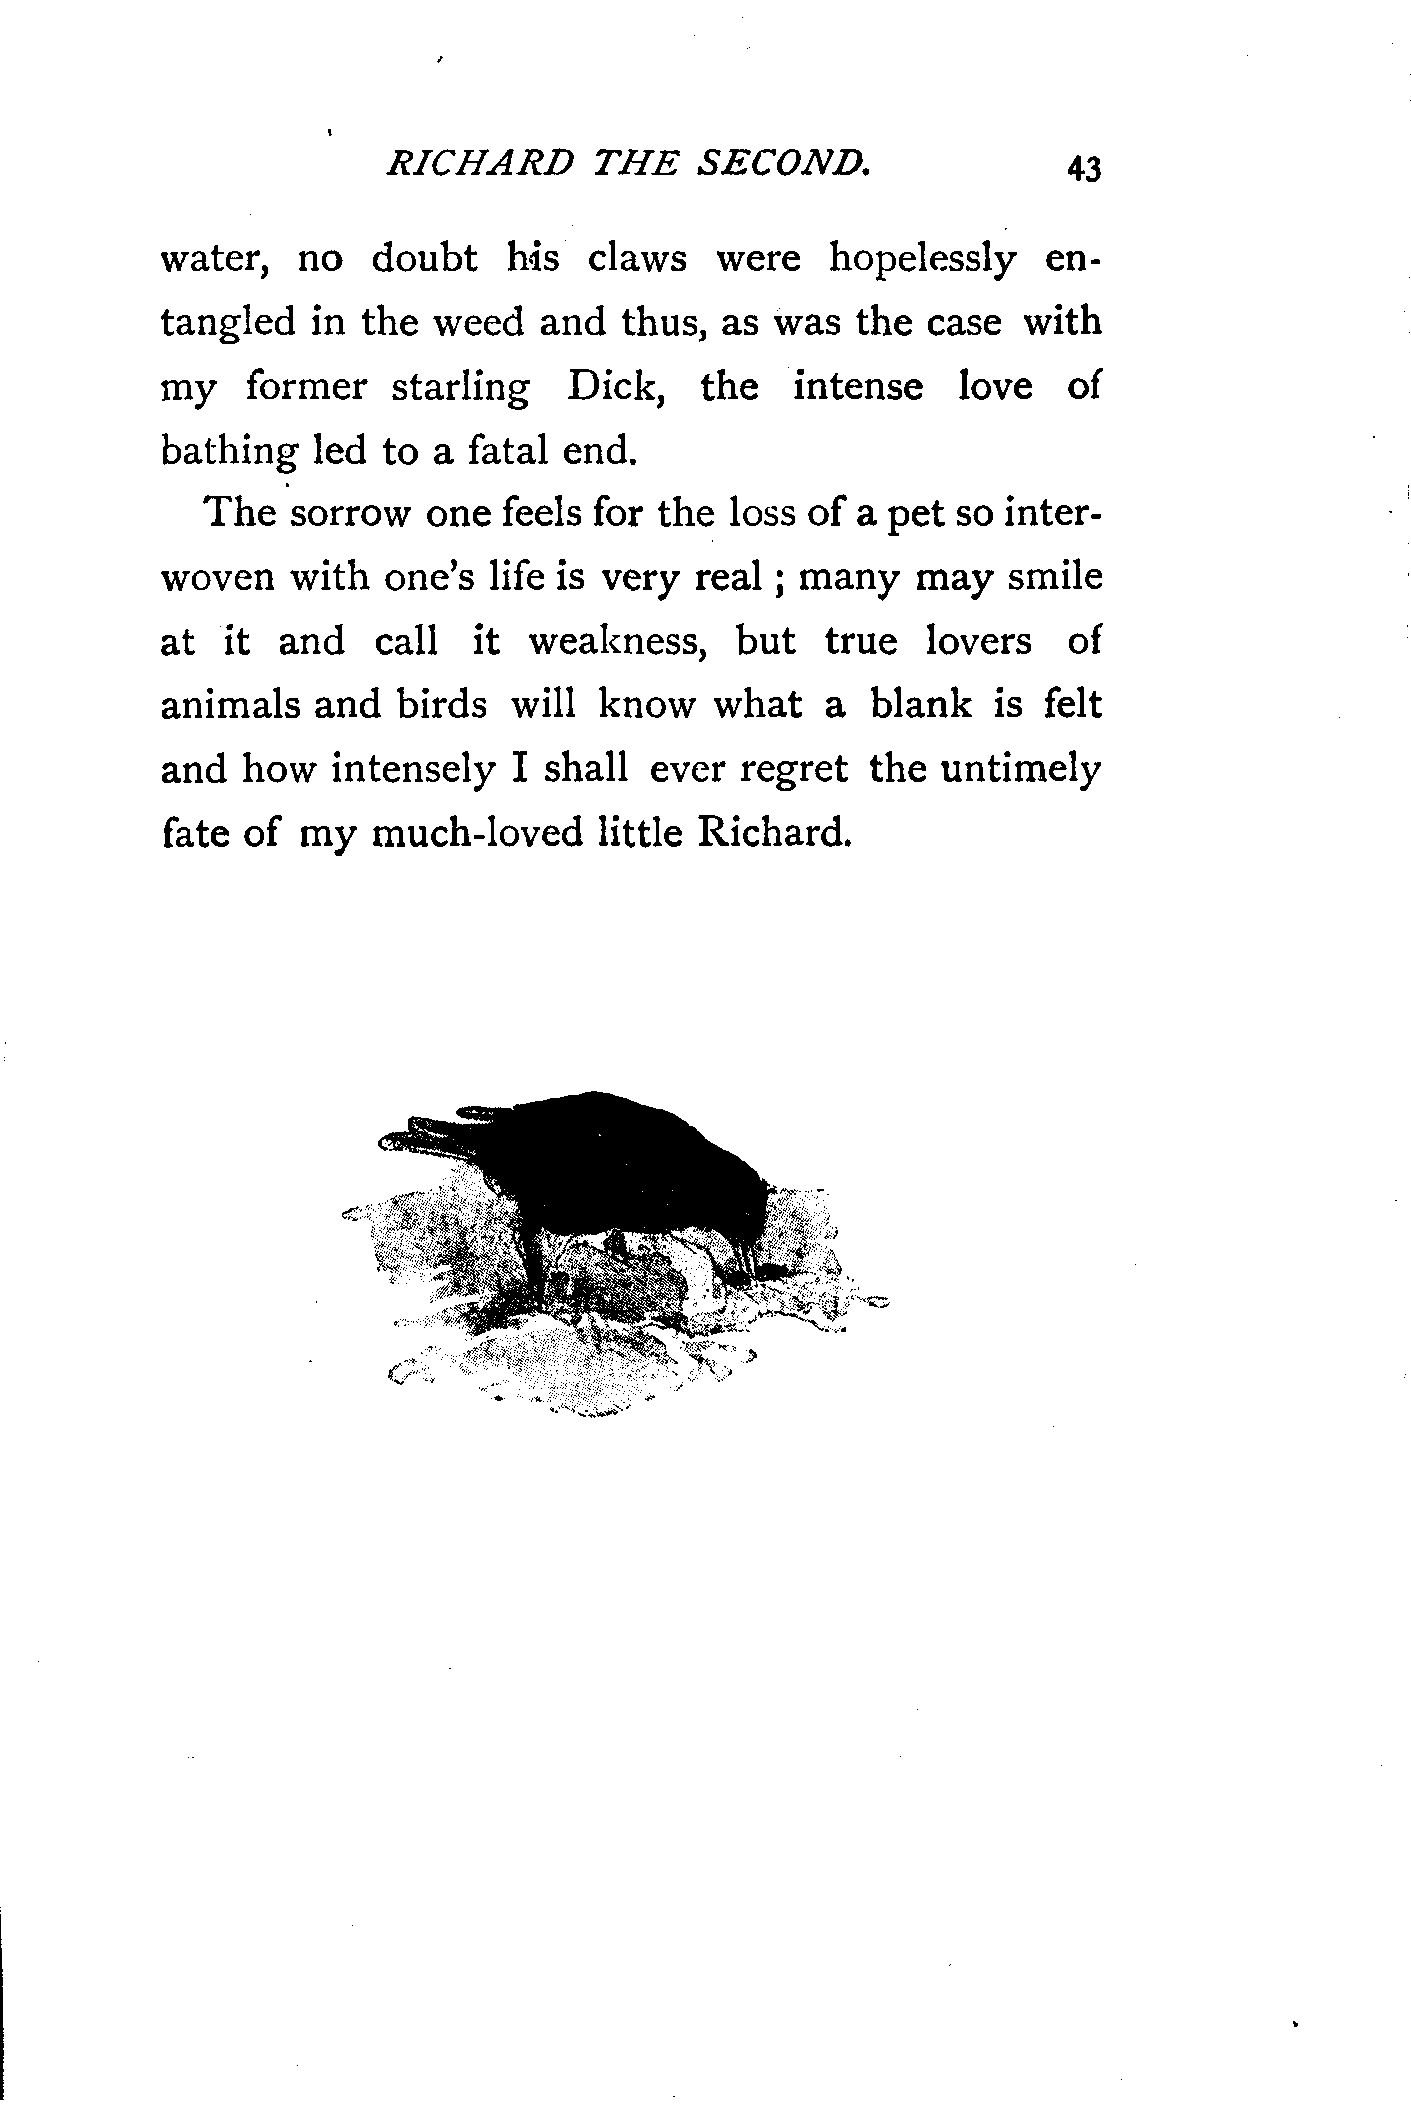 RICHARD THE SECOND. 43
water, no doubt his claws were hopelessly en-
tangled in the weed and thus, as was the case with
my former starling Dick, the intense love of
bathing led to a fatal end.
The sorrow one feels for the loss of a pet so inter-
woven with one's life is very real ; many may smile
at it and call it weakness, but true lovers of
animals and birds will know what a blank is felt
and how intensely I shall ever regret the untimely
fate of my much-loved little Richard.